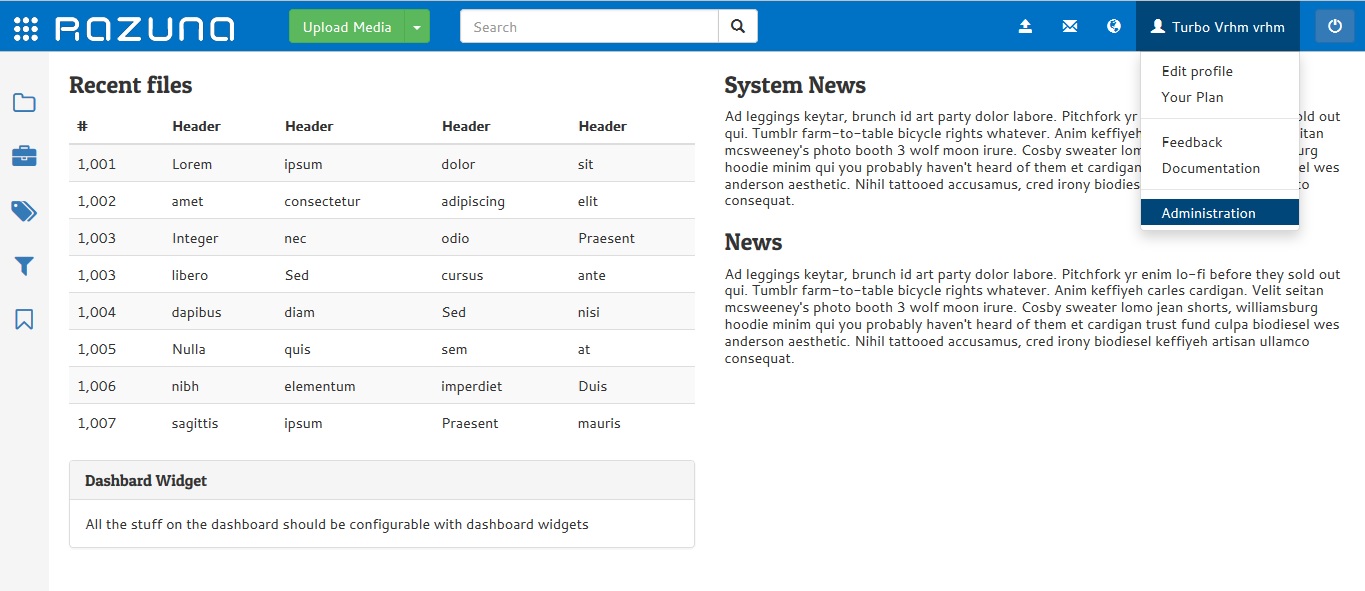 RAZUNA
Upload Media
Search
Turbo Vrhm vrhm
Edit profile
Your Plan
Feedback
Documentation
Administration
Recent files
# Header Header Header Header
1,001 Lorem ipsum dolor sit
1,002 amet consectetur adipiscing elit
1,003 Integer nec odio Praesent
1,003 libero Sed cursus ante
1,004 dapibus diam Sed nisi
1,005 Nulla quis sem at
1,006 nibh elementum imperdiet Duis
1,007 sagittis ipsum Praesent mauris
Dashbard Widget
All the stuff on the dashboard should be configurable with dashboard widgets
System News
Ad leggings keytar, brunch id art party dolor labore. Pitchfork yr old out
qui. Tumblr farm-to-table bicycle rights whatever. Anim keffiyeh eitan
mcsweeney's photo booth 3 wolf moon irure. Cosby sweater lom burg
hoodie minim qui you probably haven't heard of them et cardigan el wes
anderson aesthetic. Nihil tattooed accusamus, cred irony biodies co
consequat.
News
Ad leggings keytar, brunch id art party dolor labore. Pitchfork yr enim lo-fi before they sold out
qui. Tumblr farm-to-table bicycle rights whatever. Anim keffiyeh carles cardigan. Velit seitan
mcsweeney's photo booth 3 wolf moon irure. Cosby sweater lomo jean shorts, williamsburg
hoodie minim qui you probably haven't heard of them et cardigan trust fund culpa biodiesel wes
anderson aesthetic. Nihil tattooed accusamus, cred irony biodiesel keffiyeh artisan ullamco
consequat.